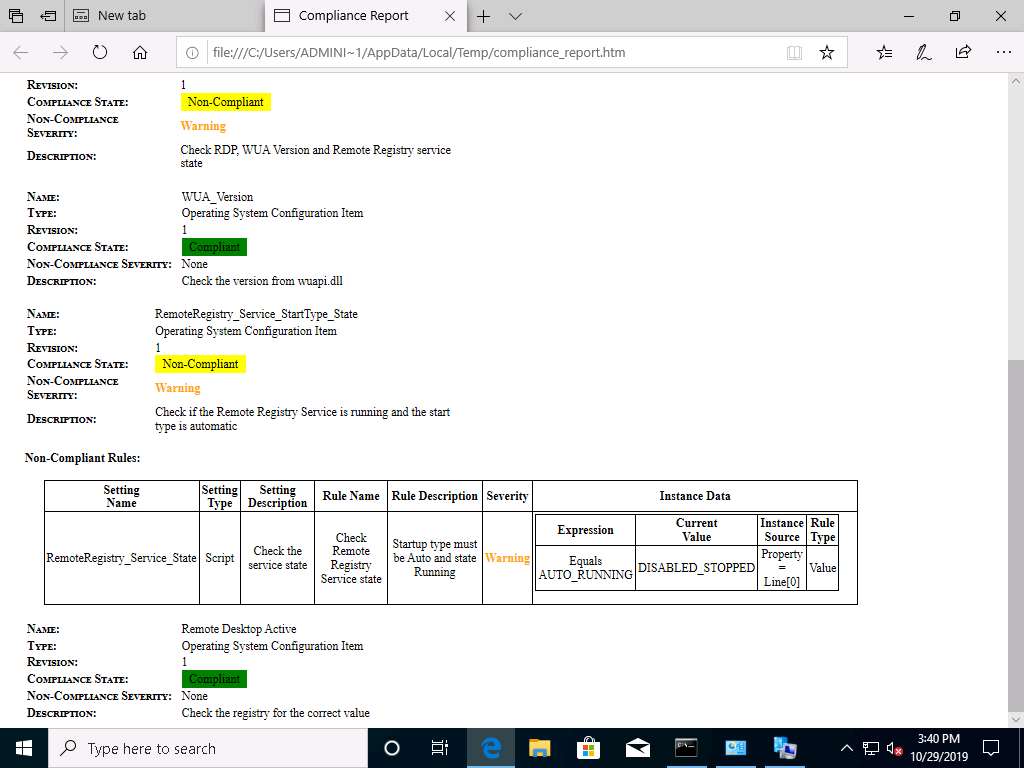 New tab
Compliance Report
file:///C:/Users/ADMINI~1/AppData/Local/Temp/compliance_report.htm
REVISION: 1
COMPLIANCE STATE: Non-Compliant
NON-COMPLIANCE
SEVERITY:
Warning
DESCRIPTION:
Check RDP, WUA Version and Remote Registry service
state
NAME: WUA_Version
TYPE: Operating System Configuration Item
REVISION: 1
COMPLIANCE STATE: Compliant
NON-COMPLIANCE SEVERITY: None
DESCRIPTION: Check the version from wuapi.dll
NAME: RemoteRegistry_Service_StartType_State
TYPE: Operating System Configuration Item
REVISION: 1
COMPLIANCE STATE: Non-Compliant
NON-COMPLIANCE
SEVERITY:
Warning
DESCRIPTION:
Check if the Remote Registry Service is running and the start
type is automatic
Non-Compliant Rules:
Setting
Name
Setting
Type
Setting
Description
Rule Name
Rule Description
Severity
Instance Data
RemoteRegistry_Service_State
Script
Check the
service state
Check
Remote
Registry
Service state
Startup type must
be Auto and state
Running
Warning
Expression
Current
Value
Instance
Source
Rule
Type
Equals
AUTO_RUNNING
DISABLED_STOPPED
Property
=
Line[0]
Value
NAME: Remote Desktop Active
TYPE: Operating System Configuration Item
REVISION: 1
COMPLIANCE STATE: Compliant
NON-COMPLIANCE SEVERITY: None
DESCRIPTION: Check the registry for the correct value
Type here to search
3:40 PM
10/29/2019